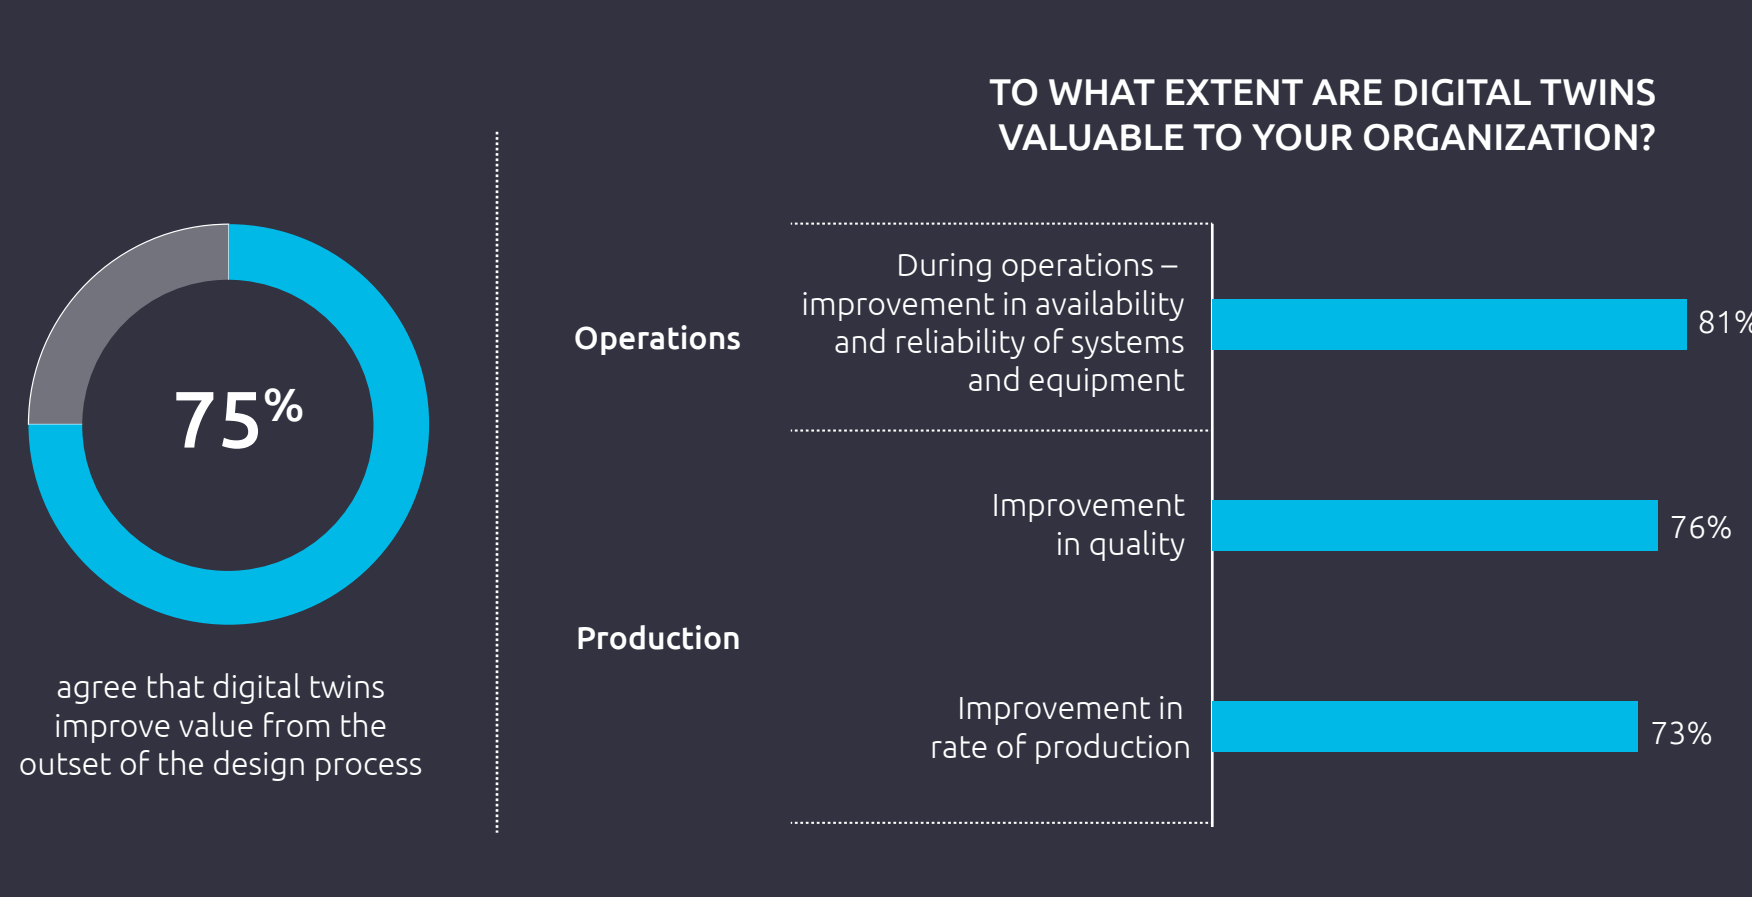 75%
agree that digital twins
improve value from the
outset of the design process
TO WHAT EXTENT ARE DIGITAL TWINS
VALUABLE TO YOUR ORGANIZATION?
Operations
During operations –
improvement in availability
and reliability of systems
and equipment
81%
Production
Improvement
in quality
76%
Improvement in
rate of production
73%